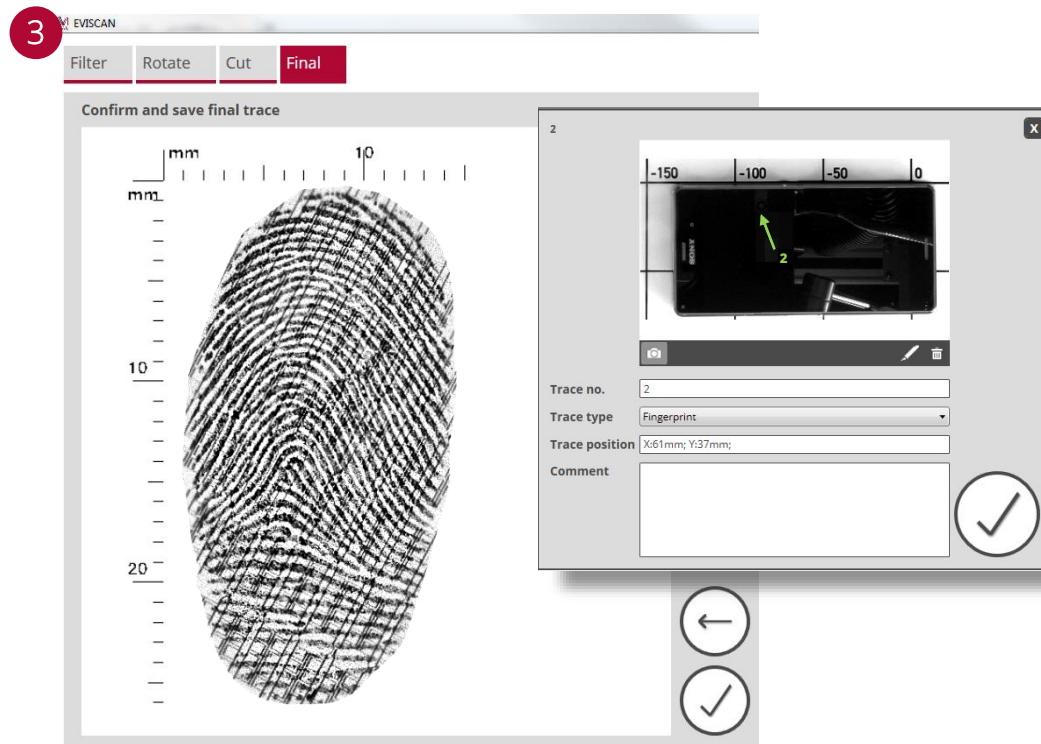 3
EVISCAN
Filter Rotate Cut Final
Confirm and save final trace
mm 10
mm
10
20
2
X
-150 -100 -50 0
SONY
2
Trace no. 2
Trace type Fingerprint
Trace position X:61mm; Y:37mm;
Comment